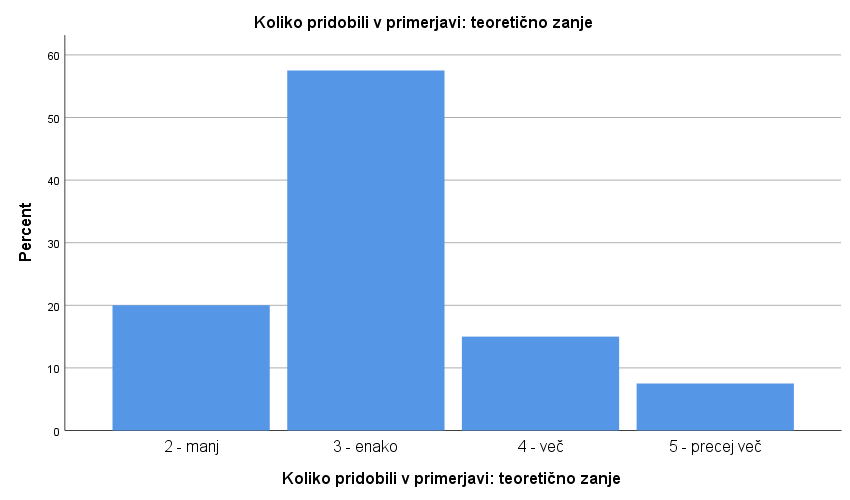 Koliko pridobili v primerjavi: teoretično zanje
60
50
40
30
20
10
0
Percent
2 - manj
3 - enako
4 - več
5 - precej več
Koliko pridobili v primerjavi: teoretično zanje